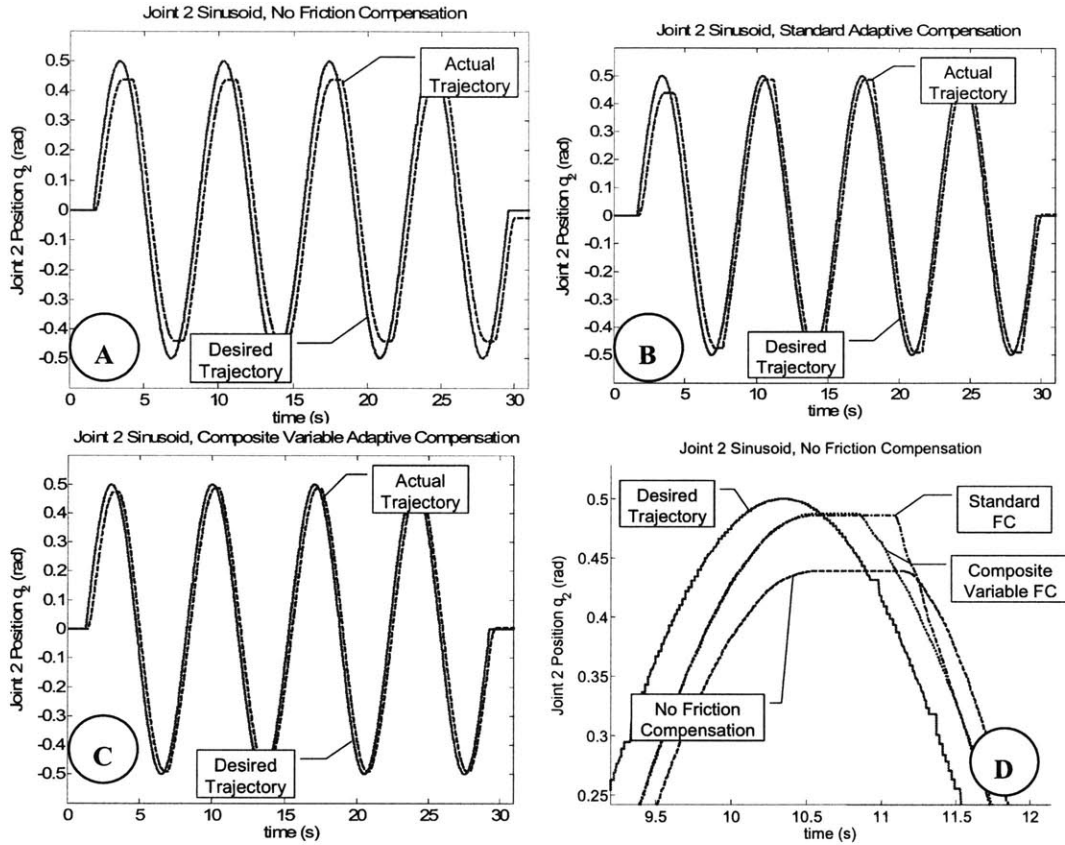 Joint 2 Sinusoid, No Friction Compensation
0.5
0.4
0.3
0.2
0.1
0
-0.1
-0.2
-0.3
-0.4
-0.5
Joint 2 Position q2 (rad)
Actual
Trajectory
Desired
Trajectory
A
0 5 10 15 20 25 30
time (s)
Joint 2 Sinusoid, Standard Adaptive Compensation
0.5
0.4
0.3
0.2
0.1
0
-0.1
-0.2
-0.3
-0.4
-0.5
Joint 2 Position q2 (rad)
Actual
Trajectory
Desired
Trajectory
B
0 5 10 15 20 25 30
time (s)
Joint 2 Sinusoid, Composite Variable Adaptive Compensation
0.5
0.4
0.3
0.2
0.1
0
-0.1
-0.2
-0.3
-0.4
-0.5
Joint 2 Position q2 (rad)
Actual
Trajectory
Desired
Trajectory
C
0 5 10 15 20 25 30
time (s)
Joint 2 Sinusoid, No Friction Compensation
0.5
0.45
0.4
0.35
0.3
0.25
Joint 2 Position q2 (rad)
Desired
Trajectory
Standard
FC
Composite
Variable FC
No Friction
Compensation
D
9.5 10 10.5 11 11.5 12
time (s)